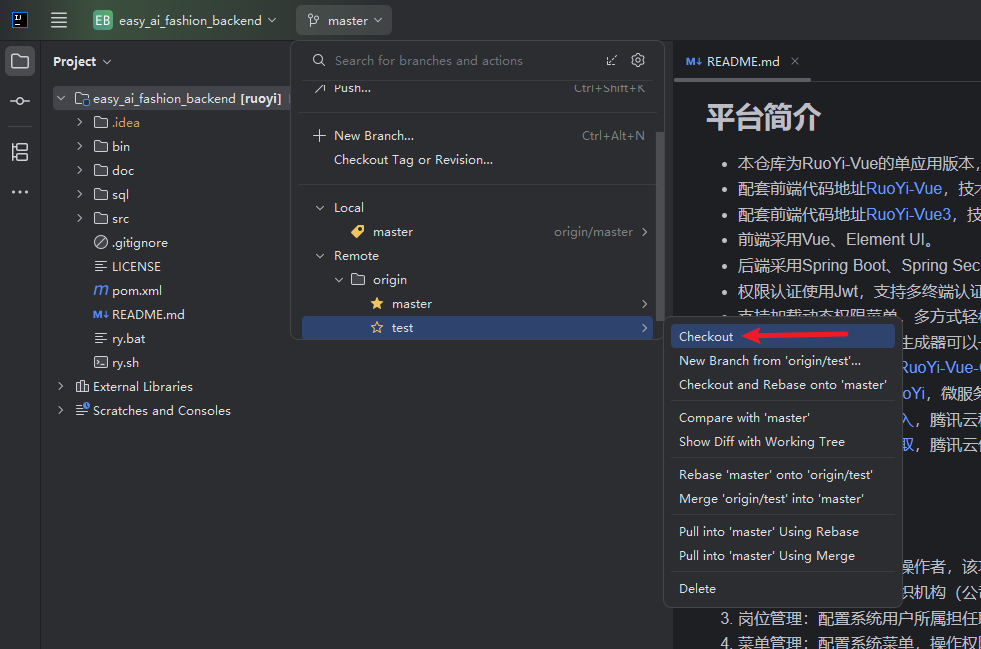 EB easy_ai_fashion_backend
master
Project
easy_ai_fashion_backend [ruoyi]
.idea
bin
doc
sql
src
.gitignore
LICENSE
m pom.xml
M↓ README.md
ry.bat
ry.sh
External Libraries
Scratches and Consoles
Search for branches and actions
Push... Ctrl+Shift+K
New Branch... Ctrl+Alt+N
Checkout Tag or Revision...
Local
master origin/master
Remote
origin
master
test
Checkout
New Branch from 'origin/test'...
Checkout and Rebase onto 'master'
Compare with 'master'
Show Diff with Working Tree
Rebase 'master' onto 'origin/test'
Merge 'origin/test' into 'master'
Pull into 'master' Using Rebase
Pull into 'master' Using Merge
Delete
M↓ README.md
平台简介
本仓库为RuoYi-Vue的单应用版本,
配套前端代码地址RuoYi-Vue，技
配套前端代码地址RuoYi-Vue3，技
前端采用Vue、Element UI。
后端采用Spring Boot、Spring Sec
权限认证使用Jwt，支持多终端认证
支持加载动态权限菜单，多方式轻松
生成器可以一
RuoYi-Vue-
oYi，微服务
，腾讯云
取，腾讯云
操作者，该
织机构（公
3. 岗位管理：配置系统用户所属担任
4. 菜单管理：配置系统菜单，操作权限